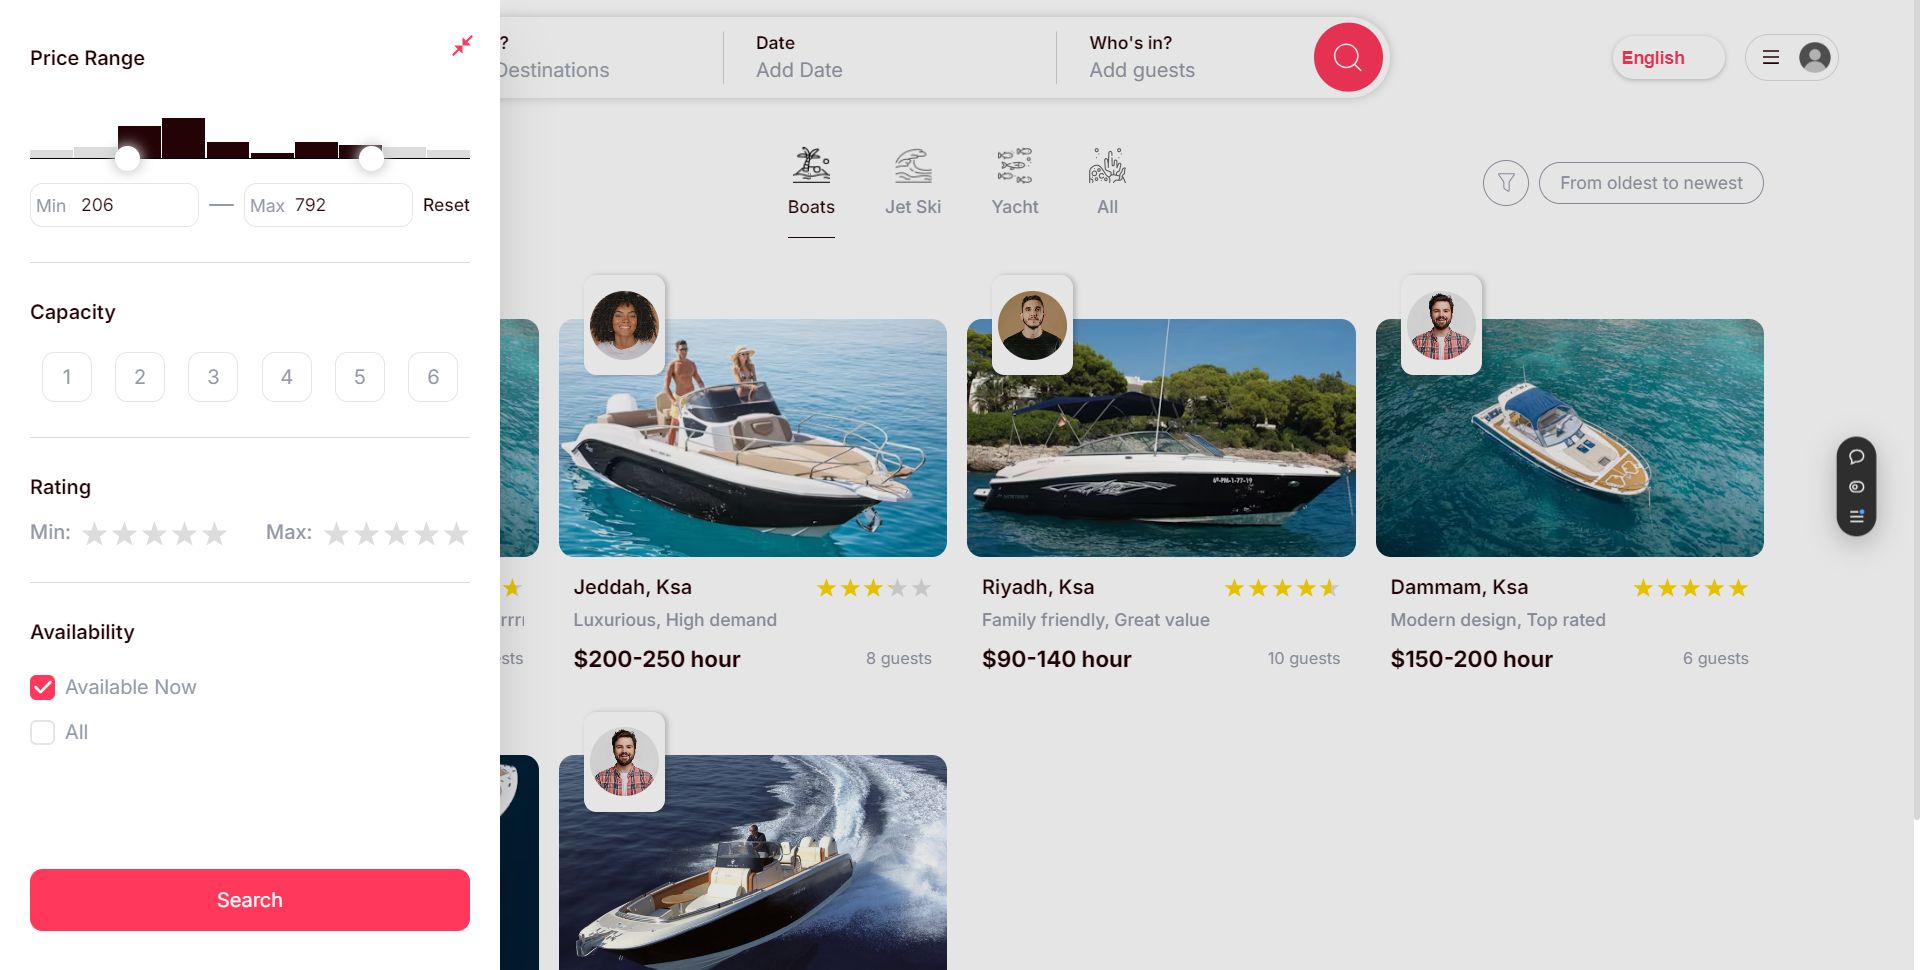 Price Range
Min 206
Max 792
Reset
Capacity
1 2 3 4 5 6
Rating
Min:
Max:
Availability
Available Now
All
Search
?
Destinations
Date
Add Date
Who's in?
Add guests
English
Boats
Jet Ski
Yacht
All
From oldest to newest
Jeddah, Ksa
Luxurious, High demand
$200-250 hour
8 guests
Riyadh, Ksa
Family friendly, Great value
$90-140 hour
10 guests
Dammam, Ksa
Modern design, Top rated
$150-200 hour
6 guests